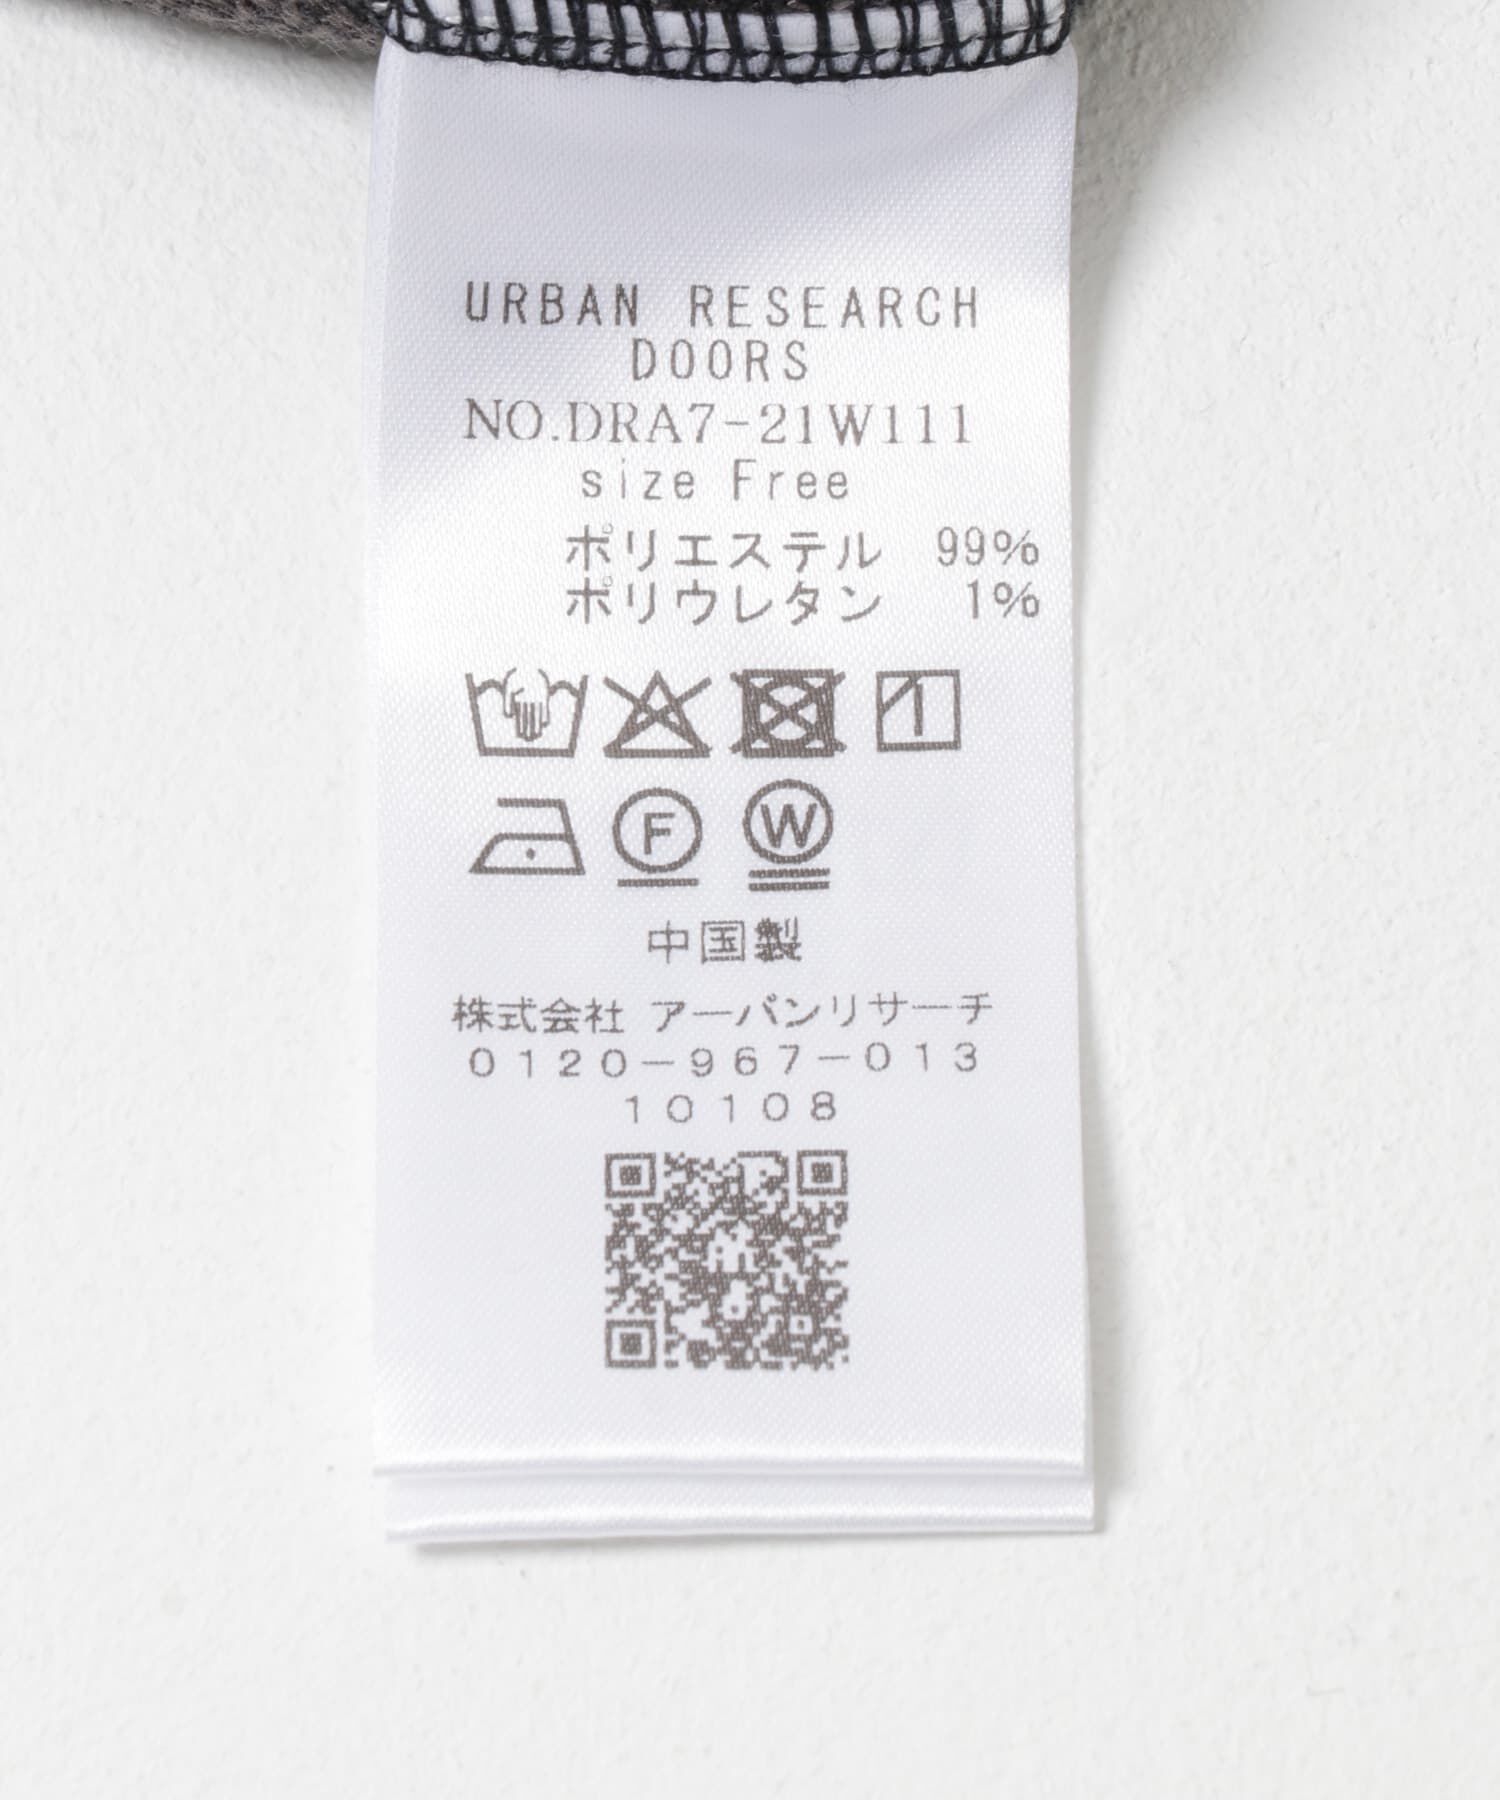 URBAN RESEARCH
DOORS
NO.DRA7-21W111
size Free
ポリエステル 99%
ポリウレタン 1%
F W
中国製
株式会社 アーバンリサーチ
0120-967-013
10108